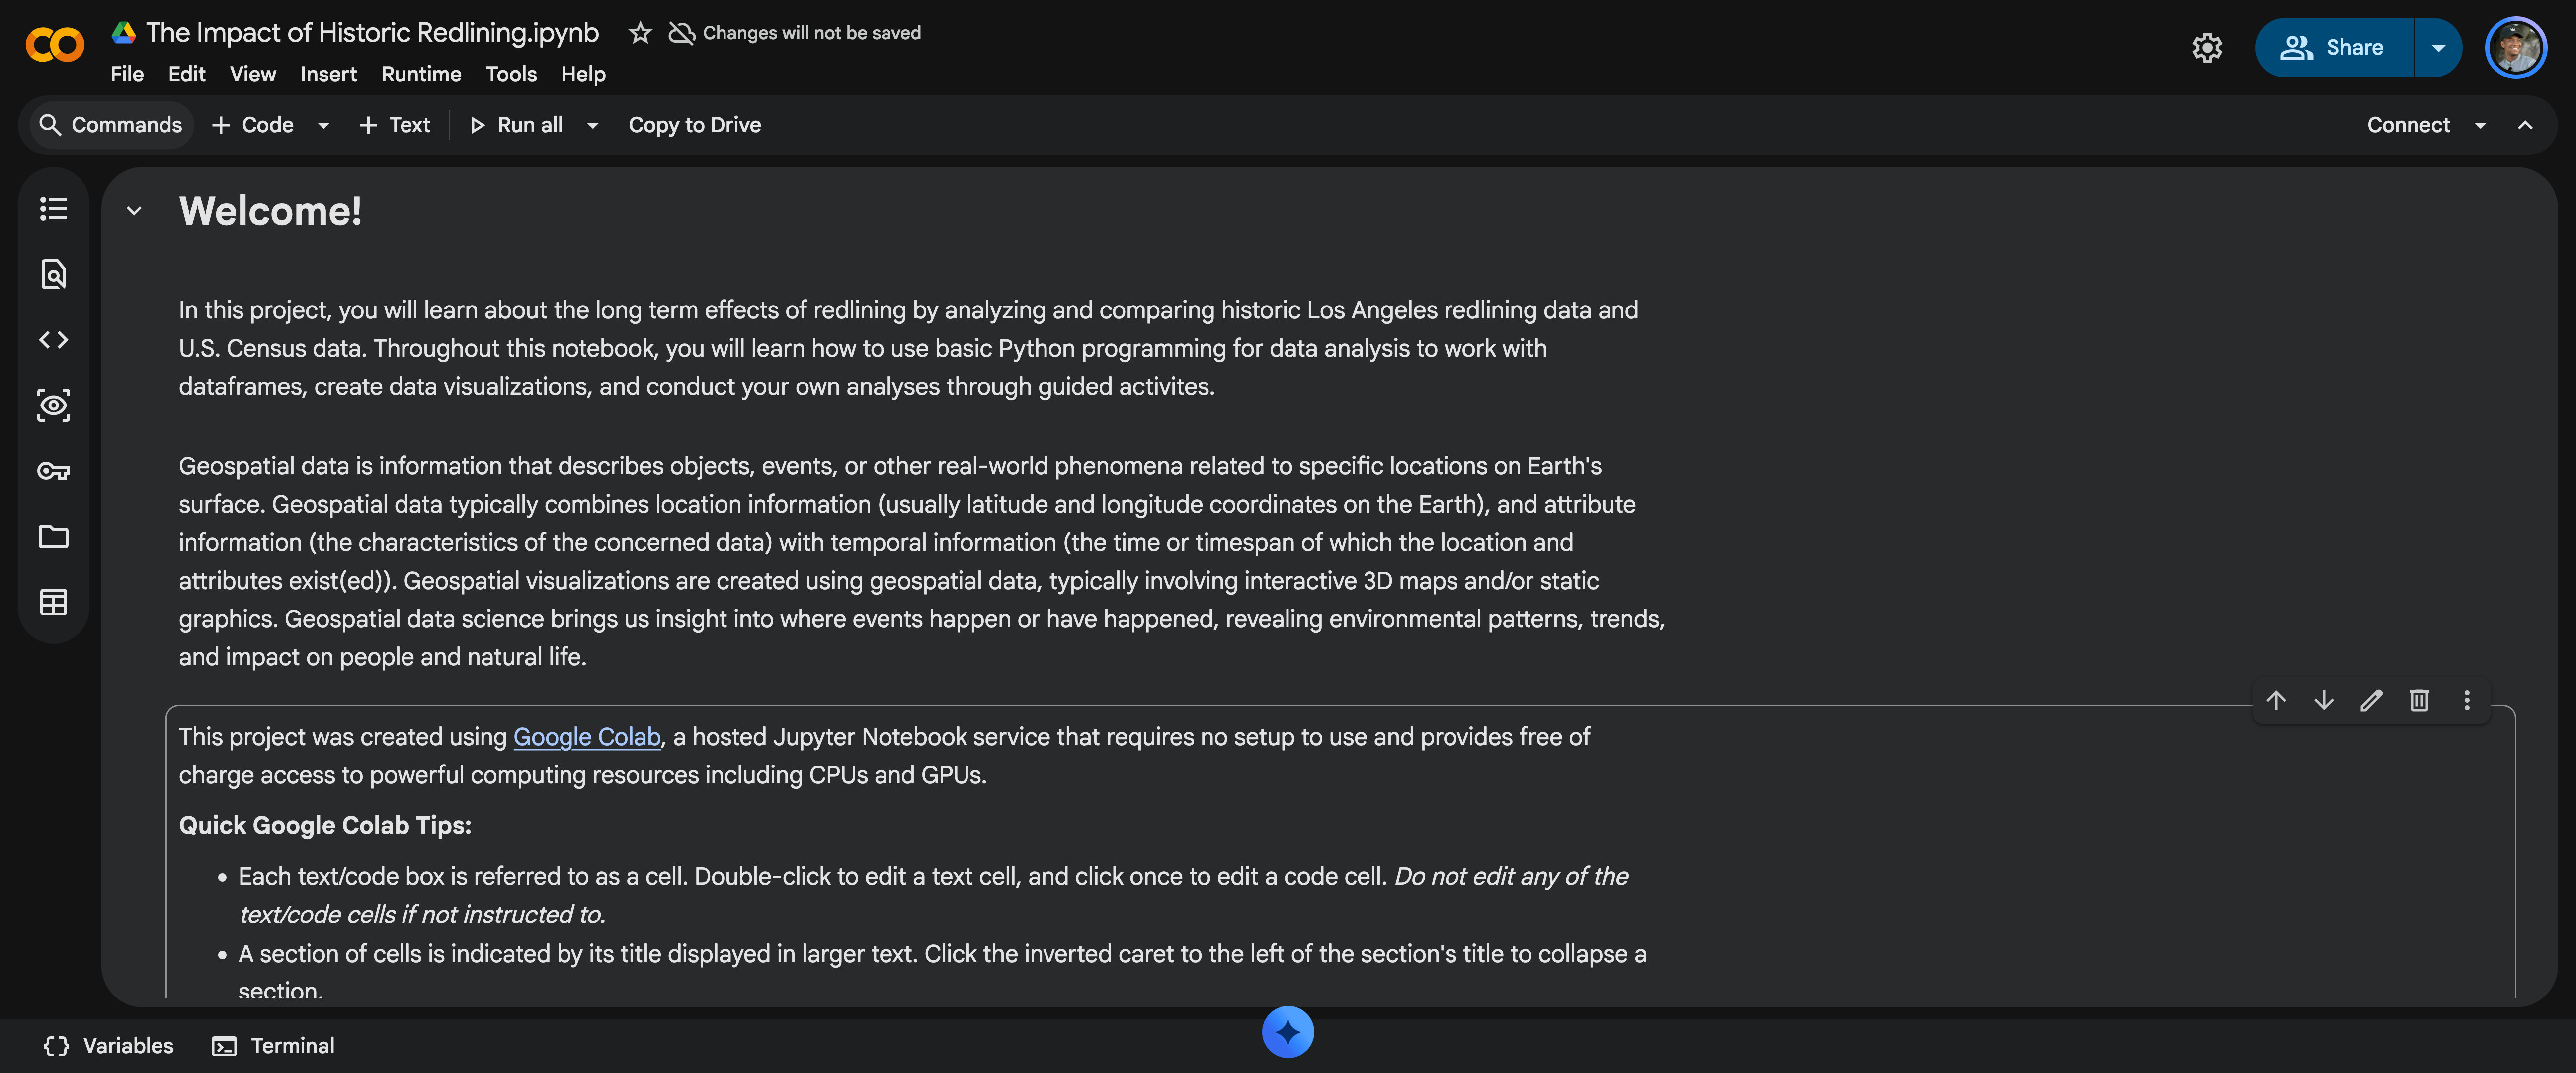 The Impact of Historic Redlining.ipynb
Changes will not be saved
File Edit View Insert Runtime Tools Help
Share
Commands + Code + Text Run all Copy to Drive
Connect
Welcome!
In this project, you will learn about the long term effects of redlining by analyzing and comparing historic Los Angeles redlining data and
U.S. Census data. Throughout this notebook, you will learn how to use basic Python programming for data analysis to work with
dataframes, create data visualizations, and conduct your own analyses through guided activites.
Geospatial data is information that describes objects, events, or other real-world phenomena related to specific locations on Earth's
surface. Geospatial data typically combines location information (usually latitude and longitude coordinates on the Earth), and attribute
information (the characteristics of the concerned data) with temporal information (the time or timespan of which the location and
attributes exist(ed)). Geospatial visualizations are created using geospatial data, typically involving interactive 3D maps and/or static
graphics. Geospatial data science brings us insight into where events happen or have happened, revealing environmental patterns, trends,
and impact on people and natural life.
This project was created using Google Colab, a hosted Jupyter Notebook service that requires no setup to use and provides free of
charge access to powerful computing resources including CPUs and GPUs.
Quick Google Colab Tips:
• Each text/code box is referred to as a cell. Double-click to edit a text cell, and click once to edit a code cell. Do not edit any of the
text/code cells if not instructed to.
• A section of cells is indicated by its title displayed in larger text. Click the inverted caret to the left of the section's title to collapse a
section.
Variables Terminal